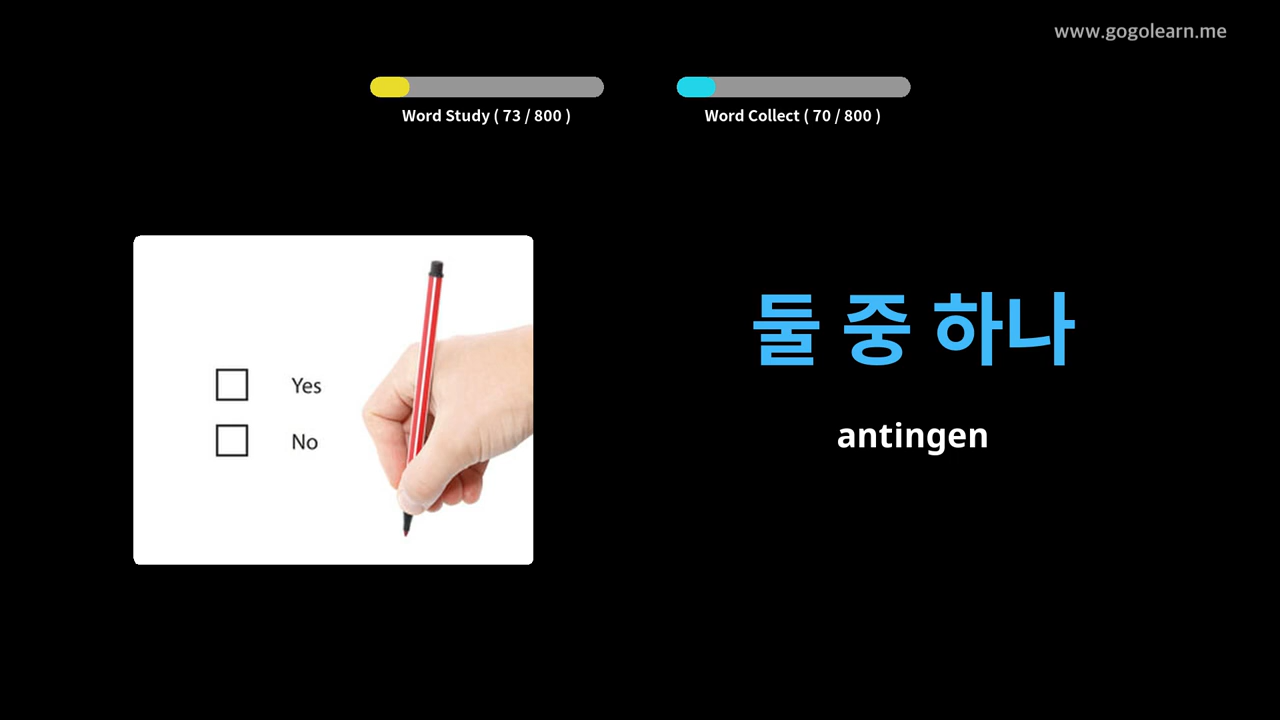 www.gogolearn.me
Word Study ( 73 / 800 )
Word Collect ( 70 / 800 )
Yes
No
둘 중 하나
antingen